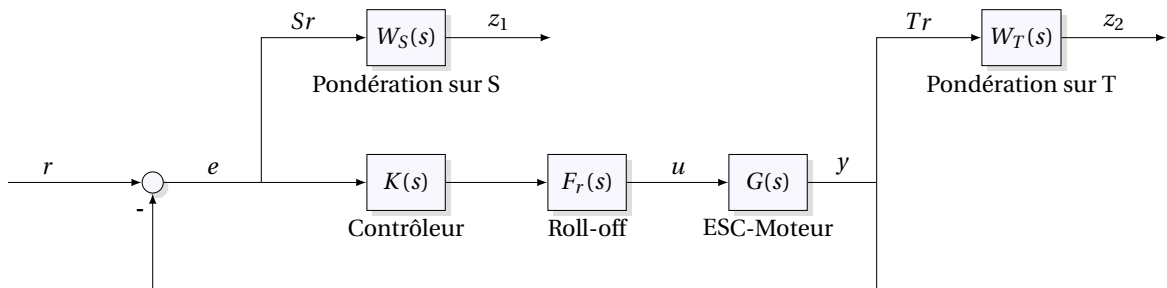 Sr
W_S(s)
z_1
Pondération sur S
Tr
W_T(s)
z_2
Pondération sur T
r
-
e
K(s)
Contrôleur
F_r(s)
Roll-off
u
G(s)
ESC-Moteur
y